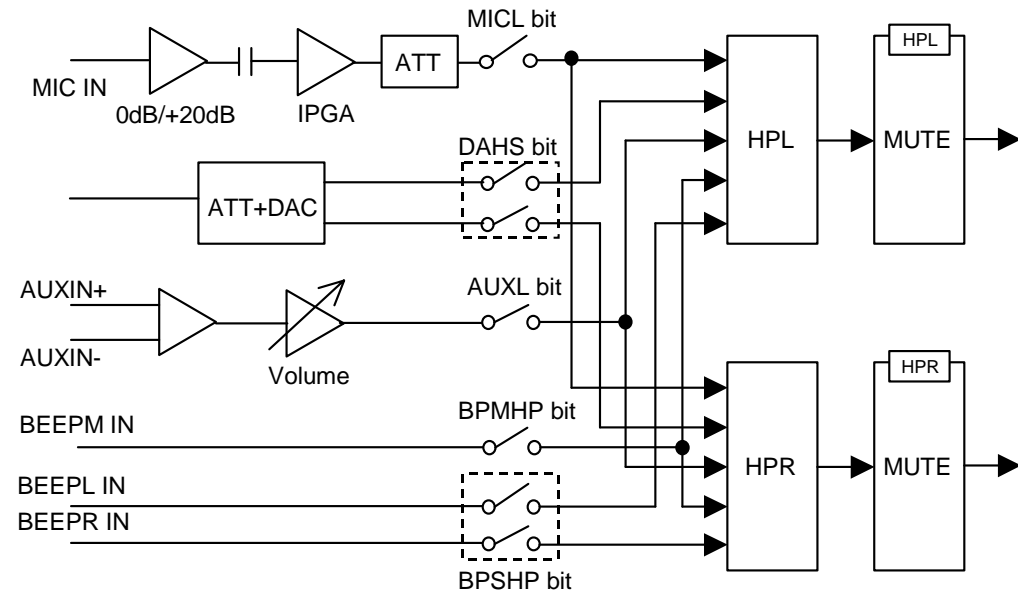 MICL bit
HPL
ATT
MIC IN
0dB/+20dB
IPGA
HPL
MUTE
DAHS bit
ATT+DAC
AUXIN+
AUXL bit
AUXIN-
Volume
HPR
BPMHP bit
BEEPM IN
HPR
MUTE
BEEPL IN
BEEPR IN
BPSHP bit